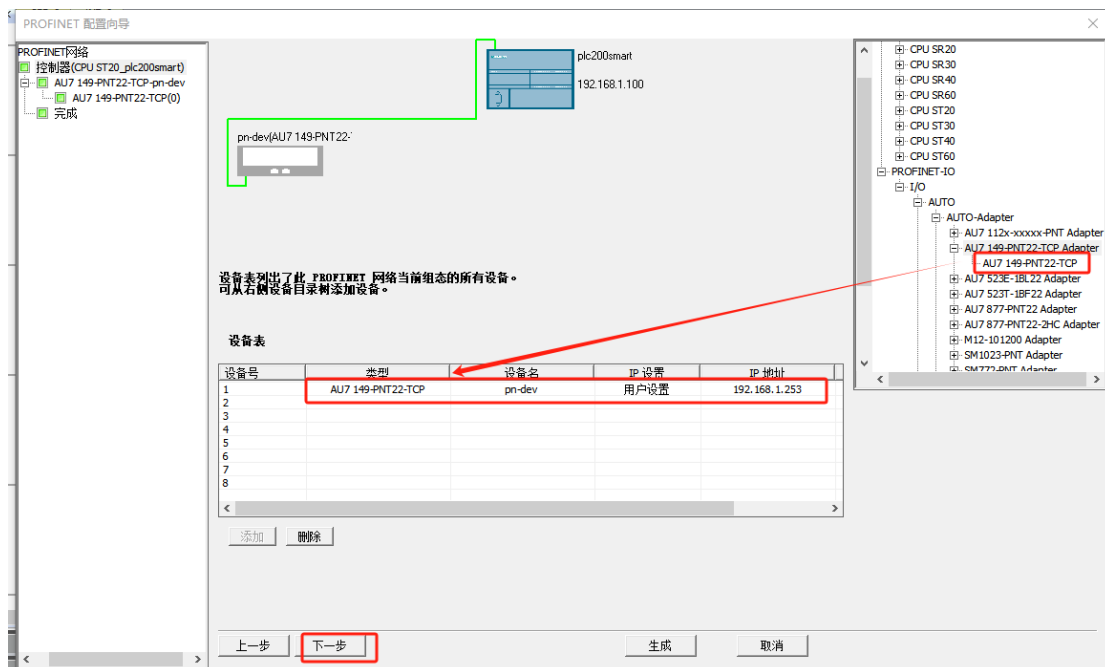 PROFINET 配置向导
PROFINET网络
控制器(CPU ST20_plc200smart)
AU7 149-PNT22-TCP-pn-dev
AU7 149-PNT22-TCP(0)
完成
plc200smart
192.168.1.100
pn-dev(AU7 149-PNT22-
设备表列出了此 PROFINET 网络当前组态的所有设备。
可从右侧设备目录树添加设备。
设备表
设备号 类型 设备名 IP 设置 IP 地址
1 AU7 149-PNT22-TCP pn-dev 用户设置 192.168.1.253
2
3
4
5
6
7
8
添加 删除
上一步 下一步 生成 取消
CPU SR20
CPU SR30
CPU SR40
CPU SR60
CPU ST20
CPU ST30
CPU ST40
CPU ST60
PROFINET-IO
I/O
AUTO
AUTO-Adapter
AU7 112x-xxxxx-PNT Adapter
AU7 149-PNT22-TCP Adapter
AU7 149-PNT22-TCP
AU7 523E-1BL22 Adapter
AU7 523T-1BF22 Adapter
AU7 877-PNT22 Adapter
AU7 877-PNT22-2HC Adapter
M12-101200 Adapter
SM1023-PNT Adapter
SM772-PNT Adapter